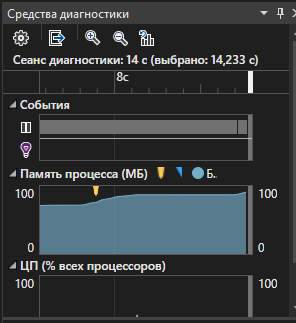 Средства диагностики
Сеанс диагностики: 14 с (выбрано: 14,233 с)
8с
События
Память процесса (МБ) Б..
100 100
0 0
ЦП (% всех процессоров)
100 100